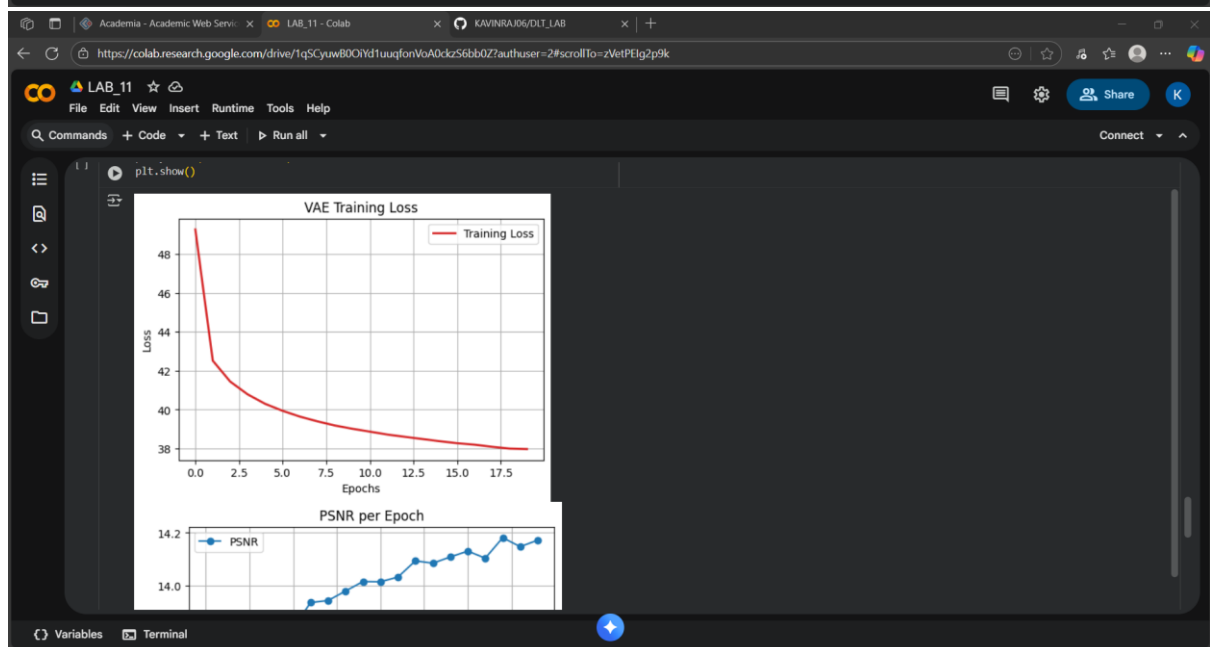 Academia - Academic Web Servic
LAB_11 - Colab
KAVINRAJ06/DLT_LAB
https://colab.research.google.com/drive/1qSCyuwB0OiYd1uuqfonVoA0ckzS6bb0Z?authuser=2#scrollTo=zVetPEIg2p9k
CO LAB_11
File Edit View Insert Runtime Tools Help
Share K
Commands + Code + Text Run all
Connect
[ ]
plt.show()
VAE Training Loss
Training Loss
48
46
44
42
40
38
Loss
0.0 2.5 5.0 7.5 10.0 12.5 15.0 17.5
Epochs
PSNR per Epoch
PSNR
14.2
14.0
{} Variables Terminal